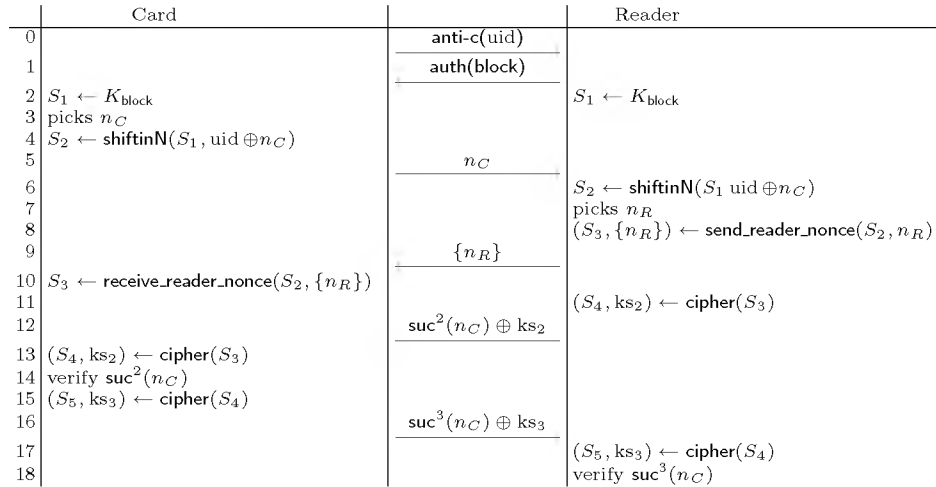 Card Reader
0 anti-c(uid)
1 auth(block)
2 S₁ ← K_block S₁ ← K_block
3 picks n_C
4 S₂ ← shiftinN(S₁, uid ⊕n_C)
5 n_C
6 S₂ ← shiftinN(S₁ uid ⊕n_C)
7 picks n_R
8 (S₃, {n_R}) ← send_reader_nonce(S₂, n_R)
9 {n_R}
10 S₃ ← receive_reader_nonce(S₂, {n_R})
11 (S₄, ks₂) ← cipher(S₃)
12 suc²(n_C) ⊕ ks₂
13 (S₄, ks₂) ← cipher(S₃)
14 verify suc²(n_C)
15 (S₅, ks₃) ← cipher(S₄)
16 suc³(n_C) ⊕ ks₃
17 (S₅, ks₃) ← cipher(S₄)
18 verify suc³(n_C)